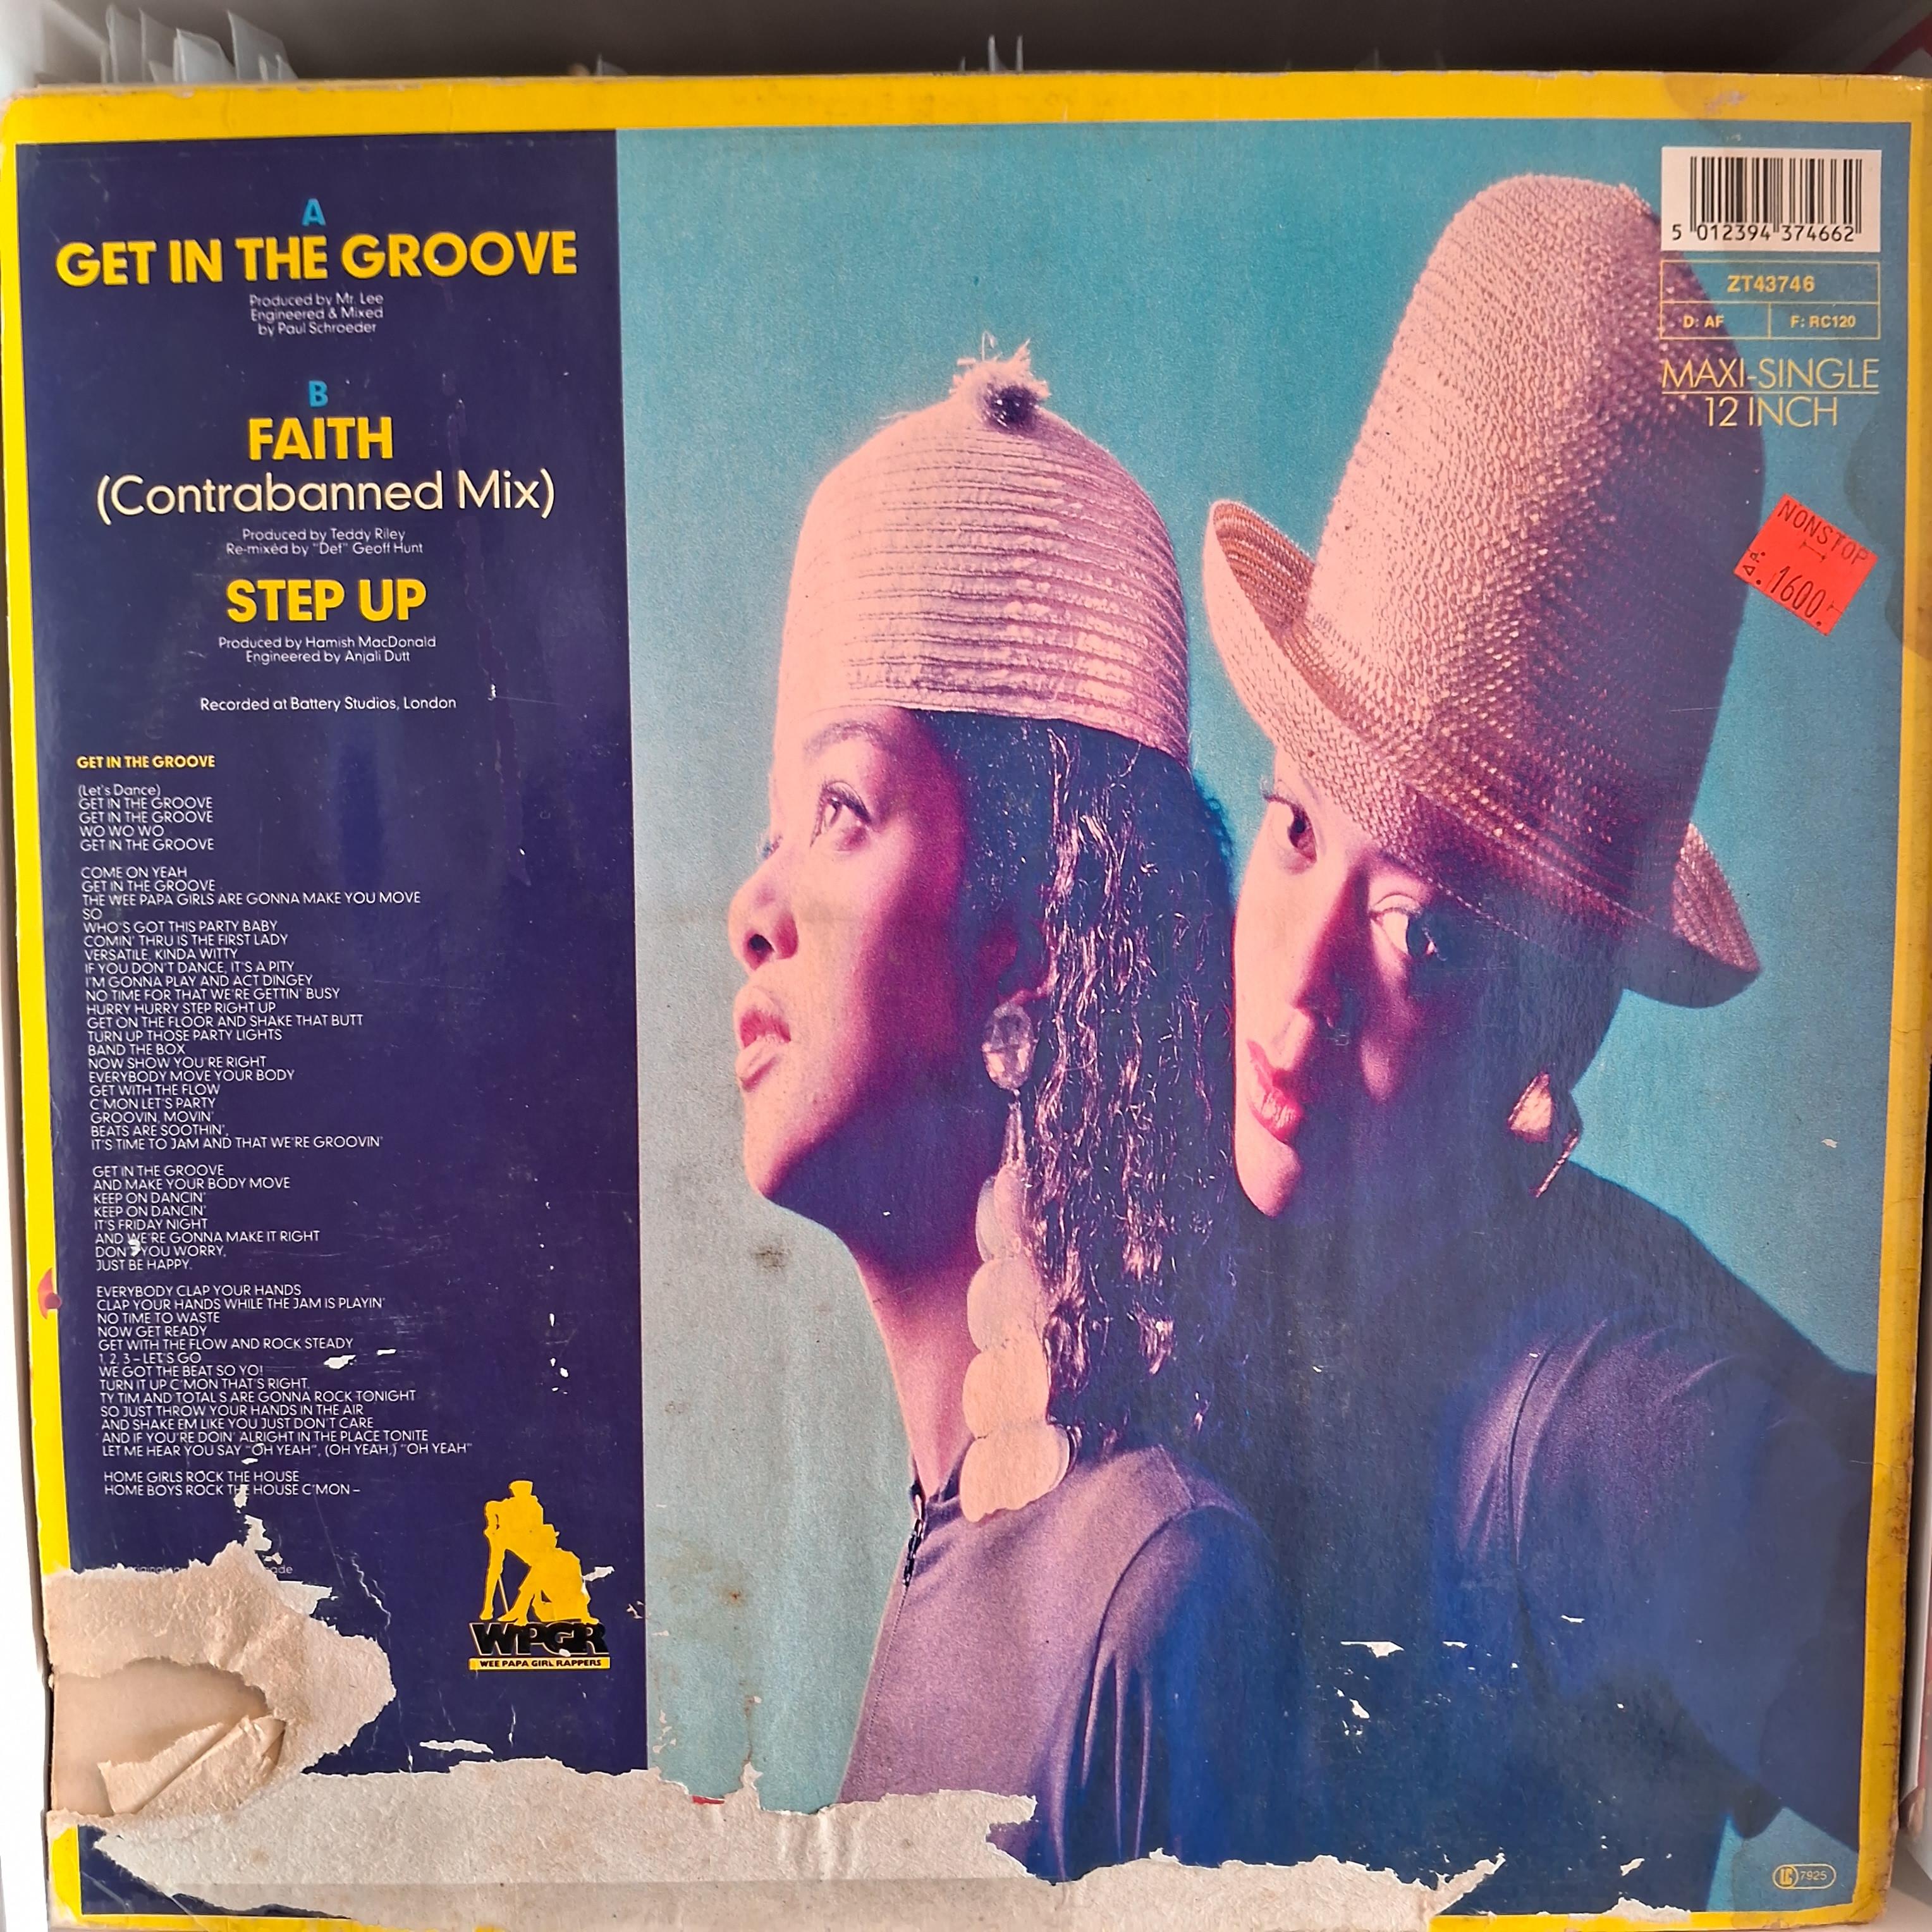 A
GET IN THE GROOVE
Produced by Mr. Lee
Engineered & Mixed
by Paul Schroeder
B
FAITH
(Contrabanned Mix)
Produced by Teddy Riley
Re-mixed by "Def" Geoff Hunt
STEP UP
Produced by Hamish MacDonald
Engineered by Anjali Dutt
Recorded at Battery Studios, London
GET IN THE GROOVE
(Let's Dance)
GET IN THE GROOVE
GET IN THE GROOVE
WO WO WO
GET IN THE GROOVE
COME ON YEAH
GET IN THE GROOVE
THE WEE PAPA GIRLS ARE GONNA MAKE YOU MOVE
SO
WHO'S GOT THIS PARTY BABY
COMIN' THRU IS THE FIRST LADY
VERSATILE, KINDA WITTY
IF YOU DON'T DANCE, IT'S A PITY
I'M GONNA PLAY AND ACT DINGEY
NO TIME FOR THAT WE'RE GETTIN' BUSY
HURRY HURRY STEP RIGHT UP
GET ON THE FLOOR AND SHAKE THAT BUTT
TURN UP THOSE PARTY LIGHTS
BAND THE BOX
NOW SHOW YOU'RE RIGHT
EVERYBODY MOVE YOUR BODY
GET WITH THE FLOW
C'MON LET'S PARTY
GROOVIN, MOVIN'
BEATS ARE SOOTHIN',
IT'S TIME TO JAM AND THAT WE'RE GROOVIN'
GET IN THE GROOVE
AND MAKE YOUR BODY MOVE
KEEP ON DANCIN'
KEEP ON DANCIN'
IT'S FRIDAY NIGHT
AND WE'RE GONNA MAKE IT RIGHT
DON'T YOU WORRY,
JUST BE HAPPY.
EVERYBODY CLAP YOUR HANDS
CLAP YOUR HANDS WHILE THE JAM IS PLAYIN'
NO TIME TO WASTE
NOW GET READY
GET WITH THE FLOW AND ROCK STEADY
1, 2, 3 – LET'S GO
WE GOT THE BEAT SO YO!
TURN IT UP C'MON THAT'S RIGHT,
TY TIM AND TOTAL S ARE GONNA ROCK TONIGHT
SO JUST THROW YOUR HANDS IN THE AIR
AND SHAKE EM LIKE YOU JUST DON'T CARE
AND IF YOU'RE DOIN' ALRIGHT IN THE PLACE TONITE
LET ME HEAR YOU SAY "OH YEAH", (OH YEAH,) "OH YEAH"
HOME GIRLS ROCK THE HOUSE
HOME BOYS ROCK THE HOUSE C'MON –
WPGR
WEE PAPA GIRL RAPPERS
5 012394 374662
ZT43746
D: AF F: RC120
MAXI-SINGLE
12 INCH
NONSTOP
1600.
LC 7925